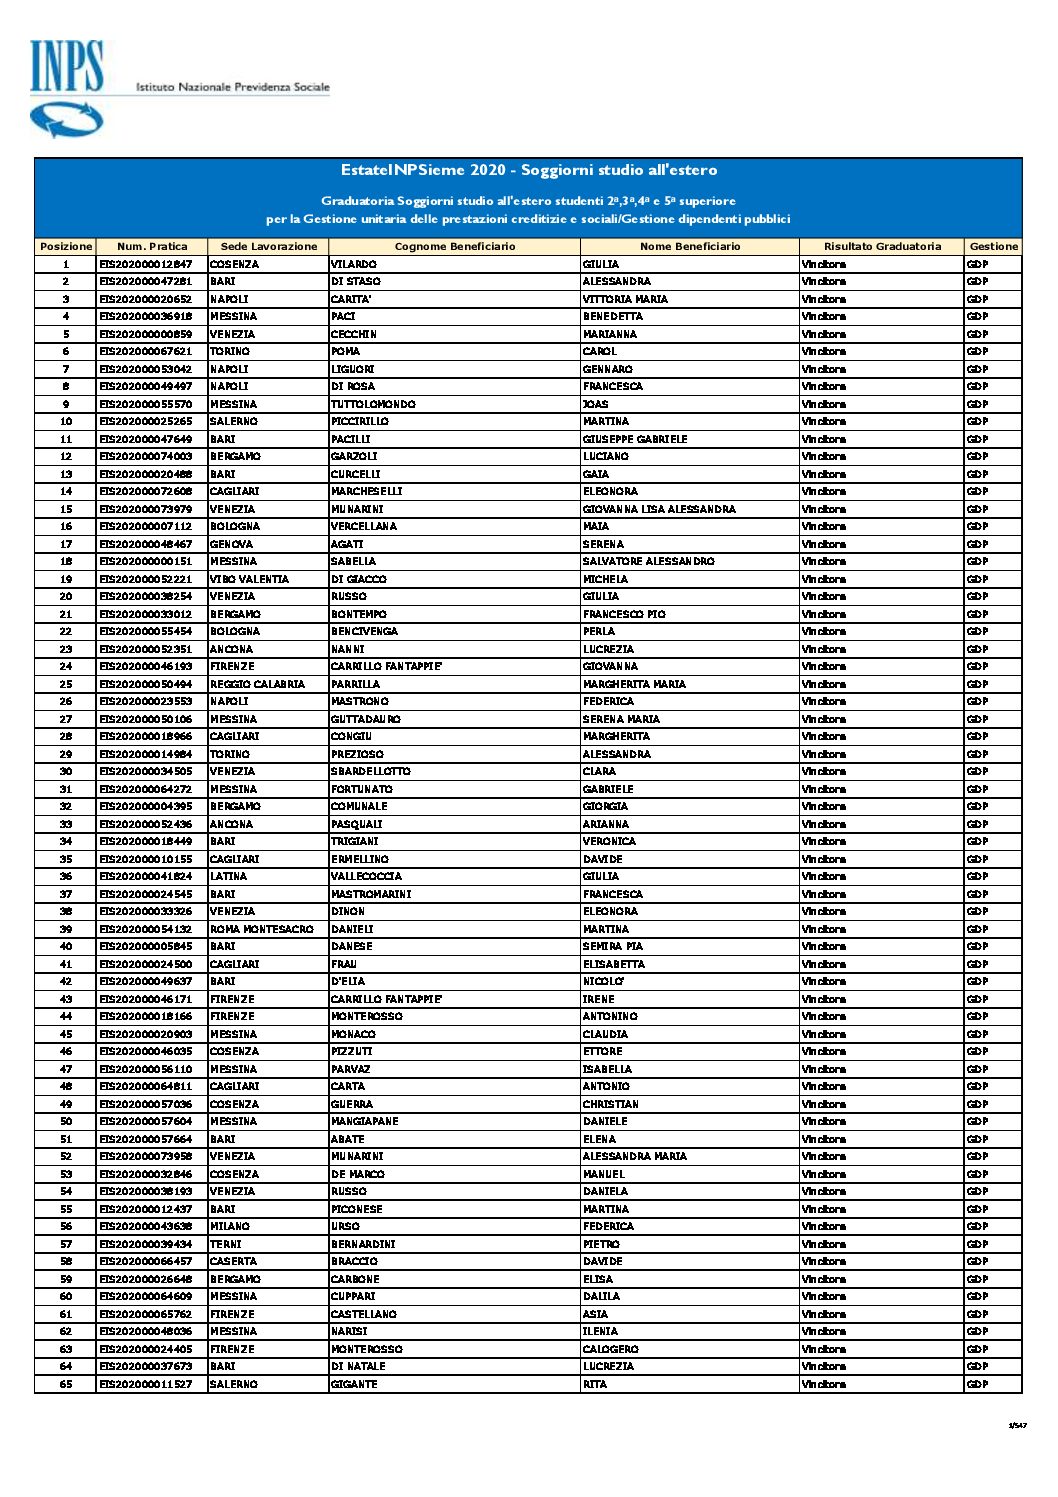 INPS
Istituto Nazionale Previdenza Sociale
EstateINPSieme 2020 - Soggiorni studio all'estero
Graduatoria Soggiorni studio all'estero studenti 2ª,3ª,4ª e 5ª superiore
per la Gestione unitaria delle prestazioni creditizie e sociali/Gestione dipendenti pubblici
Posizione Num. Pratica Sede Lavorazione Cognome Beneficiario Nome Beneficiario Risultato Graduatoria Gestione
1 EIS202000012847 COSENZA VILARDO GIULIA Vincitore GDP
2 EIS202000047281 BARI DI STASO ALESSANDRA Vincitore GDP
3 EIS202000020652 NAPOLI CARITA' VITTORIA MARIA Vincitore GDP
4 EIS202000036918 MESSINA PACI BENEDETTA Vincitore GDP
5 EIS202000000859 VENEZIA CECCHIN MARIANNA Vincitore GDP
6 EIS202000067621 TORINO POMA CAROL Vincitore GDP
7 EIS202000053042 NAPOLI LIGUORI GENNARO Vincitore GDP
8 EIS202000049497 NAPOLI DI ROSA FRANCESCA Vincitore GDP
9 EIS202000055570 MESSINA TUTTOLOMONDO JOAS Vincitore GDP
10 EIS202000025265 SALERNO PICCIRILLO MARTINA Vincitore GDP
11 EIS202000047649 BARI PACILLI GIUSEPPE GABRIELE Vincitore GDP
12 EIS202000074003 BERGAMO GARZOLI LUCIANO Vincitore GDP
13 EIS202000020488 BARI CURCELLI GAIA Vincitore GDP
14 EIS202000072608 CAGLIARI MARCHESELLI ELEONORA Vincitore GDP
15 EIS202000073979 VENEZIA MUNARINI GIOVANNA LISA ALESSANDRA Vincitore GDP
16 EIS202000007112 BOLOGNA VERCELLANA MAIA Vincitore GDP
17 EIS202000048467 GENOVA AGATI SERENA Vincitore GDP
18 EIS202000000151 MESSINA SABELLA SALVATORE ALESSANDRO Vincitore GDP
19 EIS202000052221 VIBO VALENTIA DI GIACCO MICHELA Vincitore GDP
20 EIS202000038254 VENEZIA RUSSO GIULIA Vincitore GDP
21 EIS202000033012 BERGAMO BONTEMPO FRANCESCO PIO Vincitore GDP
22 EIS202000055454 BOLOGNA BENCIVENGA PERLA Vincitore GDP
23 EIS202000052351 ANCONA NANNI LUCREZIA Vincitore GDP
24 EIS202000046193 FIRENZE CARRILLO FANTAPPIE' GIOVANNA Vincitore GDP
25 EIS202000050494 REGGIO CALABRIA PARRILLA MARGHERITA MARIA Vincitore GDP
26 EIS202000023553 NAPOLI MASTRONO FEDERICA Vincitore GDP
27 EIS202000050106 MESSINA GUTTADAURO SERENA MARIA Vincitore GDP
28 EIS202000018966 CAGLIARI CONGIU MARGHERITA Vincitore GDP
29 EIS202000014984 TORINO PREZIOSO ALESSANDRA Vincitore GDP
30 EIS202000034505 VENEZIA SBARDELLOTTO CLARA Vincitore GDP
31 EIS202000064272 MESSINA FORTUNATO GABRIELE Vincitore GDP
32 EIS202000004395 BERGAMO COMUNALE GIORGIA Vincitore GDP
33 EIS202000052436 ANCONA PASQUALI ARIANNA Vincitore GDP
34 EIS202000018449 BARI TRIGIANI VERONICA Vincitore GDP
35 EIS202000010155 CAGLIARI ERMELLINO DAVIDE Vincitore GDP
36 EIS202000041824 LATINA VALLECOCCIA GIULIA Vincitore GDP
37 EIS202000024545 BARI MASTROMARINI FRANCESCA Vincitore GDP
38 EIS202000033326 VENEZIA DINON ELEONORA Vincitore GDP
39 EIS202000054132 ROMA MONTESACRO DANIELI MARTINA Vincitore GDP
40 EIS202000005845 BARI DANESE SEMIRA PIA Vincitore GDP
41 EIS202000024500 CAGLIARI FRAU ELISABETTA Vincitore GDP
42 EIS202000049637 BARI D'ELIA NICOLO' Vincitore GDP
43 EIS202000046171 FIRENZE CARRILLO FANTAPPIE' IRENE Vincitore GDP
44 EIS202000018166 FIRENZE MONTEROSSO ANTONINO Vincitore GDP
45 EIS202000020903 MESSINA MONACO CLAUDIA Vincitore GDP
46 EIS202000046035 COSENZA PIZZUTI ETTORE Vincitore GDP
47 EIS202000056110 MESSINA PARVAZ ISABELLA Vincitore GDP
48 EIS202000064811 CAGLIARI CARTA ANTONIO Vincitore GDP
49 EIS202000057036 COSENZA GUERRA CHRISTIAN Vincitore GDP
50 EIS202000057604 MESSINA MANGIAPANE DANIELE Vincitore GDP
51 EIS202000057664 BARI ABATE ELENA Vincitore GDP
52 EIS202000073958 VENEZIA MUNARINI ALESSANDRA MARIA Vincitore GDP
53 EIS202000032846 COSENZA DE MARCO MANUEL Vincitore GDP
54 EIS202000038193 VENEZIA RUSSO DANIELA Vincitore GDP
55 EIS202000012437 BARI PICONESE MARTINA Vincitore GDP
56 EIS202000043638 MILANO URSO FEDERICA Vincitore GDP
57 EIS202000039434 TERNI BERNARDINI PIETRO Vincitore GDP
58 EIS202000066457 CASERTA BRACCIO DAVIDE Vincitore GDP
59 EIS202000026648 BERGAMO CARBONE ELISA Vincitore GDP
60 EIS202000064609 MESSINA CUPPARI DALILA Vincitore GDP
61 EIS202000065762 FIRENZE CASTELLANO ASIA Vincitore GDP
62 EIS202000048036 MESSINA NARISI ILENIA Vincitore GDP
63 EIS202000024405 FIRENZE MONTEROSSO CALOGERO Vincitore GDP
64 EIS202000037673 BARI DI NATALE LUCREZIA Vincitore GDP
65 EIS202000011527 SALERNO GIGANTE RITA Vincitore GDP
1/547